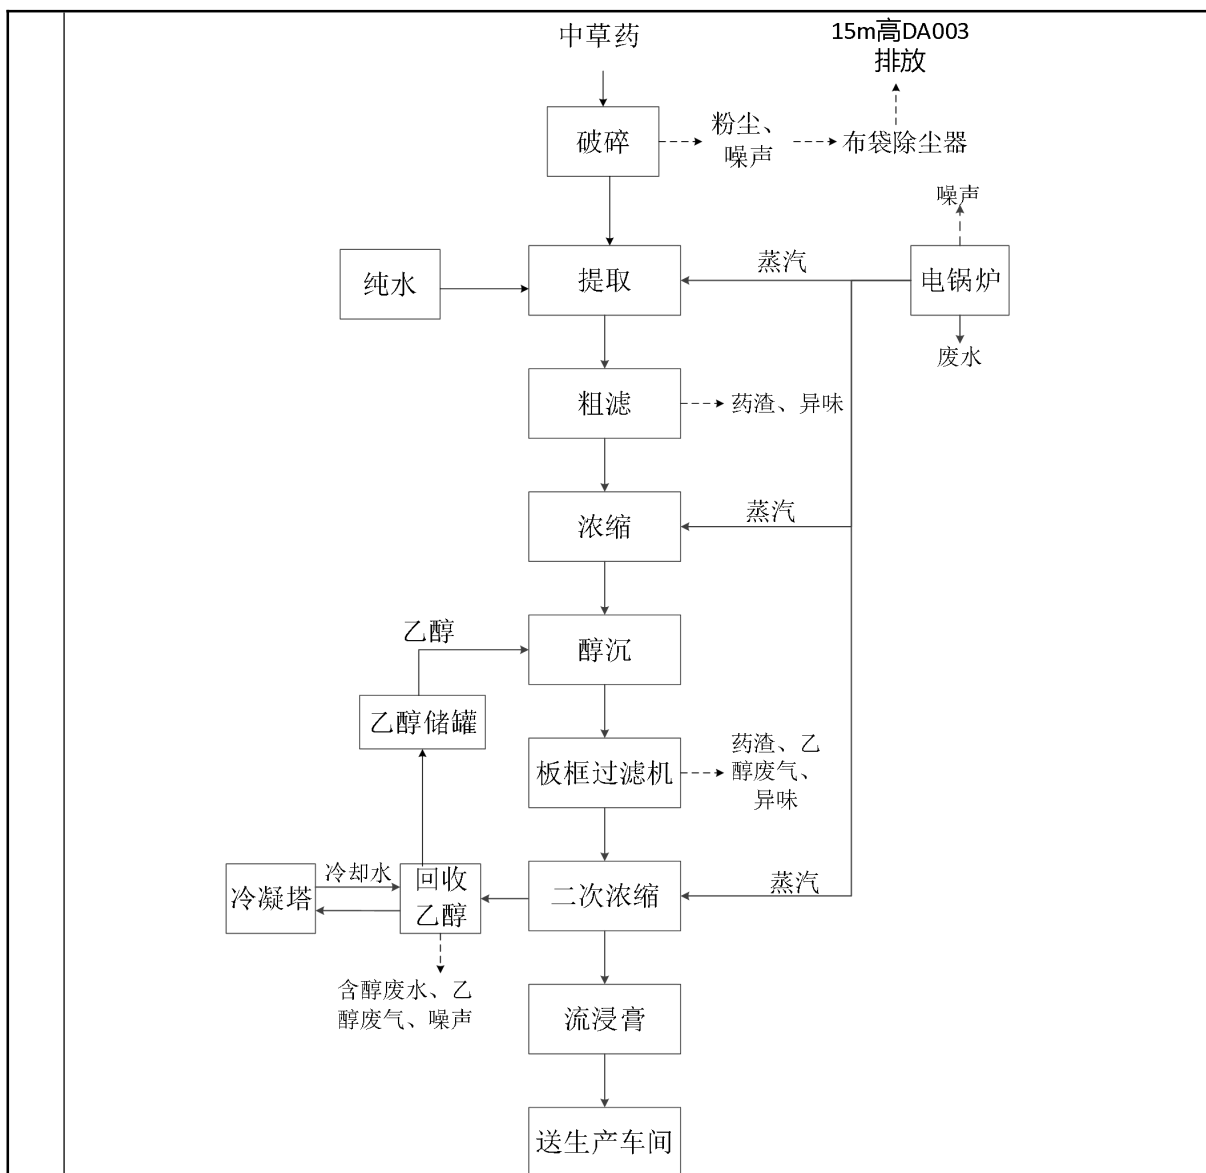 中草药
15m高DA003
排放
破碎
粉尘、
噪声
布袋除尘器
噪声
纯水
提取
蒸汽
电锅炉
废水
粗滤
药渣、异味
浓缩
蒸汽
乙醇
醇沉
乙醇储罐
板框过滤机
药渣、乙
醇废气、
异味
冷凝塔
冷却水
回收
乙醇
二次浓缩
蒸汽
含醇废水、乙
醇废气、噪声
流浸膏
送生产车间